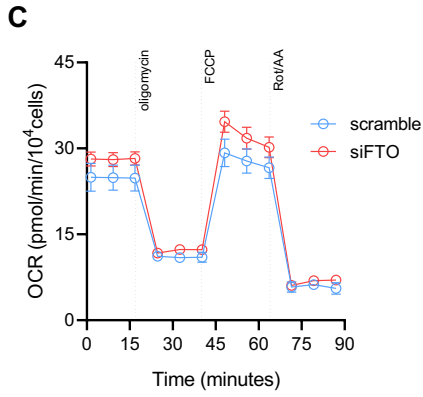 C
oligomycin
FCCP
Rot/AA
45
30
15
0
OCR (pmol/min/10⁴cells)
scramble
siFTO
0 15 30 45 60 75 90
Time (minutes)